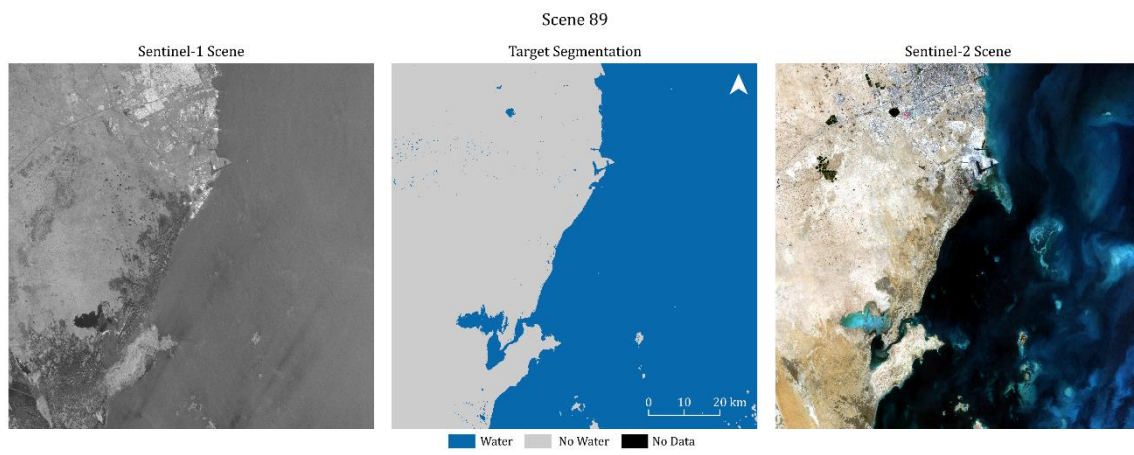 Scene 89
Sentinel-1 Scene
Target Segmentation
Sentinel-2 Scene
0 10 20 km
Water
No Water
No Data